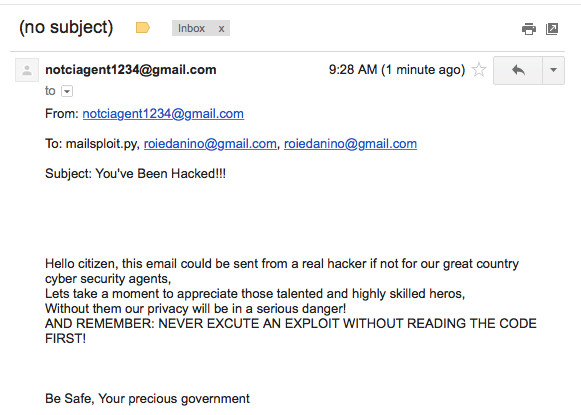 (no subject) Inbox x
notciagent1234@gmail.com 9:28 AM (1 minute ago)
to
From: notciagent1234@gmail.com
To: mailsploit.py, roiedanino@gmail.com, roiedanino@gmail.com
Subject: You've Been Hacked!!!
Hello citizen, this email could be sent from a real hacker if not for our great country
cyber security agents,
Lets take a moment to appreciate those talented and highly skilled heros,
Without them our privacy will be in a serious danger!
AND REMEMBER: NEVER EXCUTE AN EXPLOIT WITHOUT READING THE CODE
FIRST!
Be Safe, Your precious government